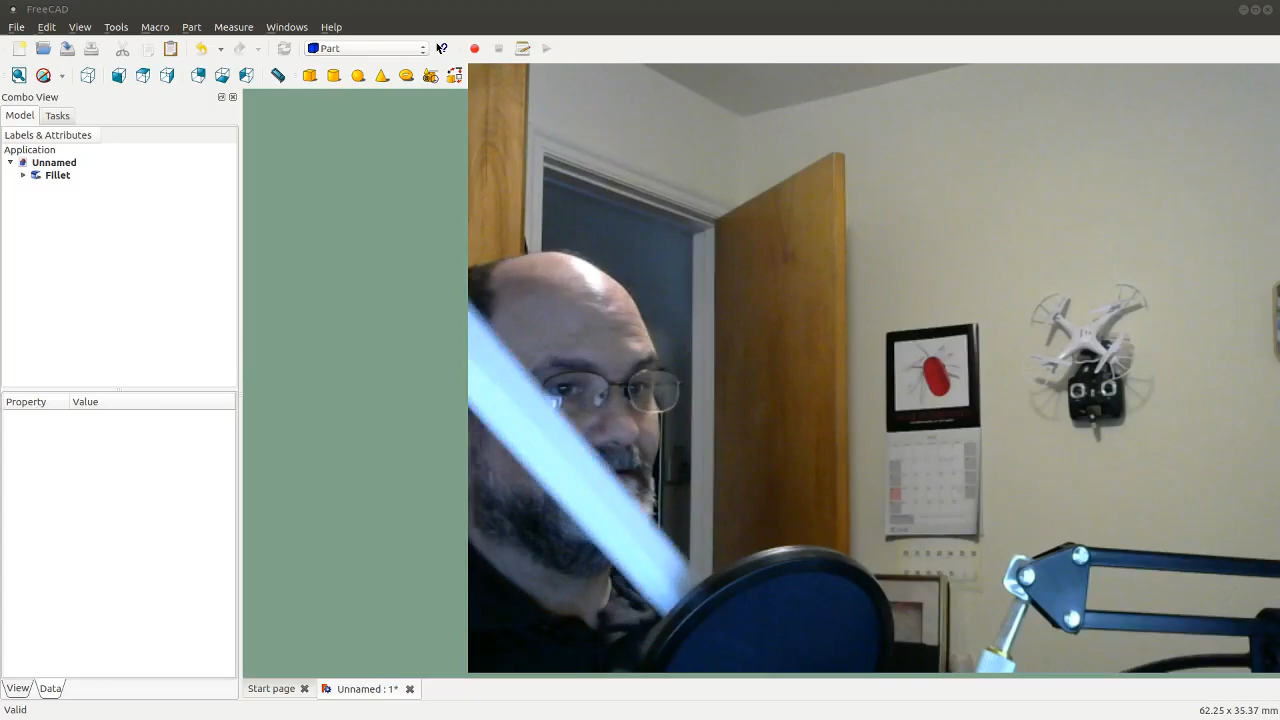 FreeCAD
File Edit View Tools Macro Part Measure Windows Help
Part
Combo View
Model Tasks
Labels & Attributes
Application
Unnamed
Fillet
Property Value
View Data
Start page Unnamed : 1*
Valid 62.25 x 35.37 mm